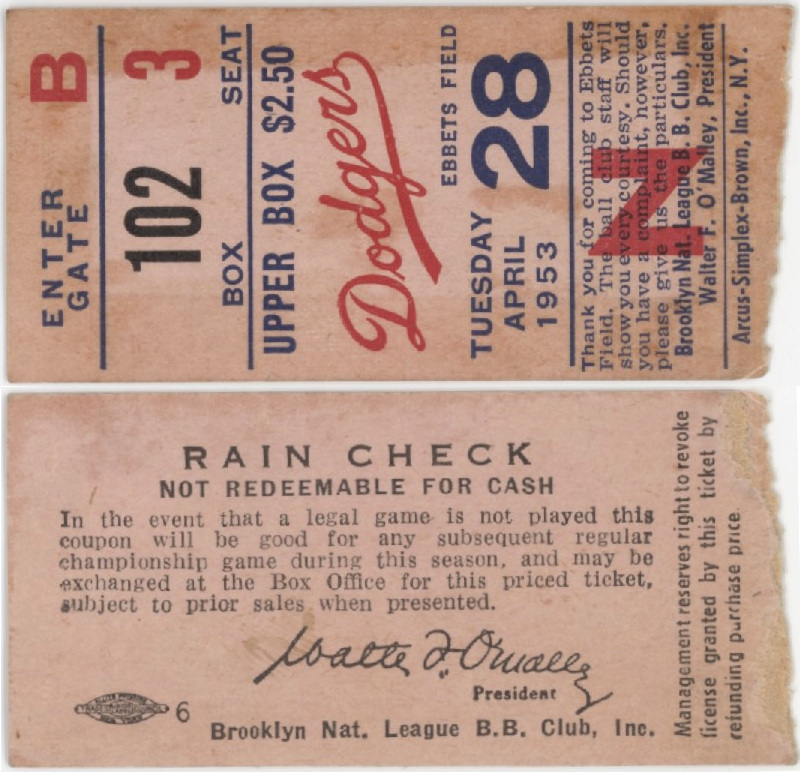 ENTER
GATE B
102 3
BOX SEAT
UPPER BOX $2.50
Dodgers
EBBETS FIELD
TUESDAY
APRIL
1953
28
N
Thank you for coming to Ebbets
Field. The ball club staff will
show you every courtesy. Should
you have a complaint, however,
please give us the particulars.
Brooklyn Nat. League B. B. Club, Inc.
Walter F. O'Malley, President
Arcus-Simplex-Brown, Inc., N.Y.
RAIN CHECK
NOT REDEEMABLE FOR CASH
In the event that a legal game is not played this
coupon will be good for any subsequent regular
championship game during this season, and may be
exchanged at the Box Office for this priced ticket,
subject to prior sales when presented.
Walter F. O'Malley
President
6
Brooklyn Nat. League B.B. Club, Inc.
Management reserves right to revoke
license granted by this ticket by
refunding purchase price